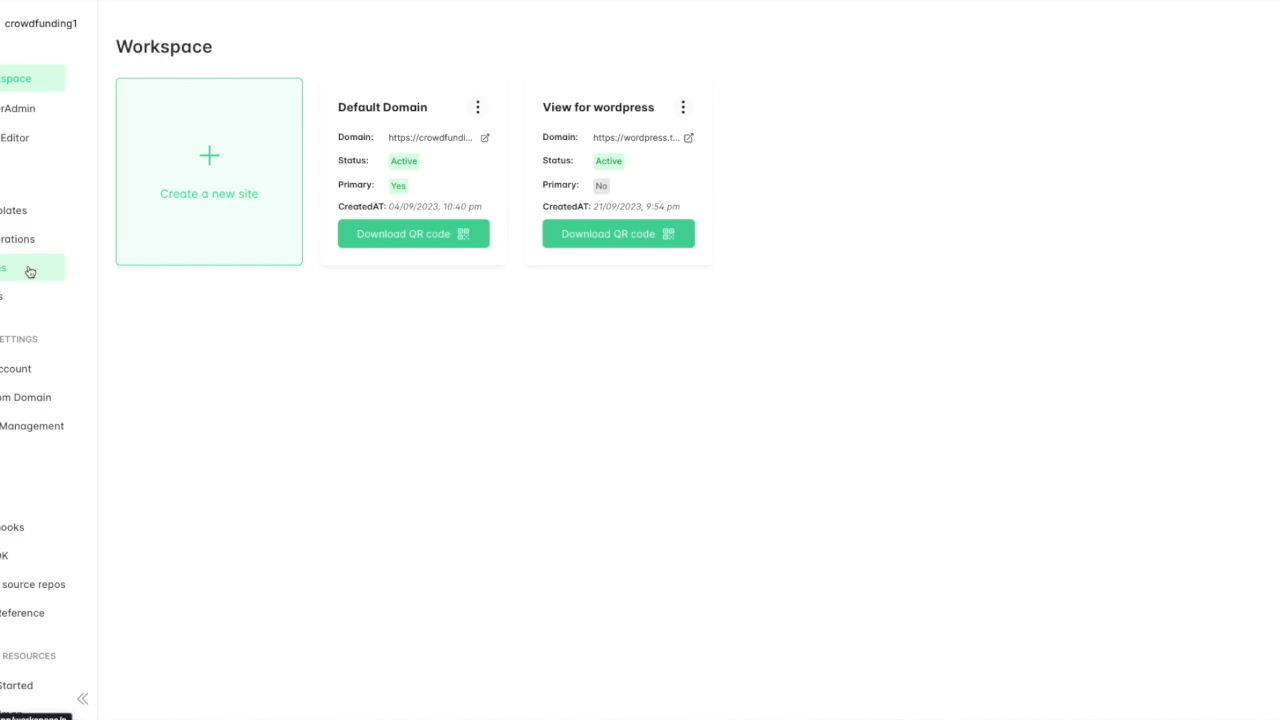 crowdfunding1
Workspace
space
rAdmin
Editor
lates
rations
s
s
ETTINGS
ccount
om Domain
Management
ooks
K
source repos
Reference
RESOURCES
Started
Create a new site
Default Domain
Domain: https://crowdfundi...
Status: Active
Primary: Yes
CreatedAT: 04/09/2023, 10:40 pm
Download QR code
View for wordpress
Domain: https://wordpress.t...
Status: Active
Primary: No
CreatedAT: 21/09/2023, 9:54 pm
Download QR code